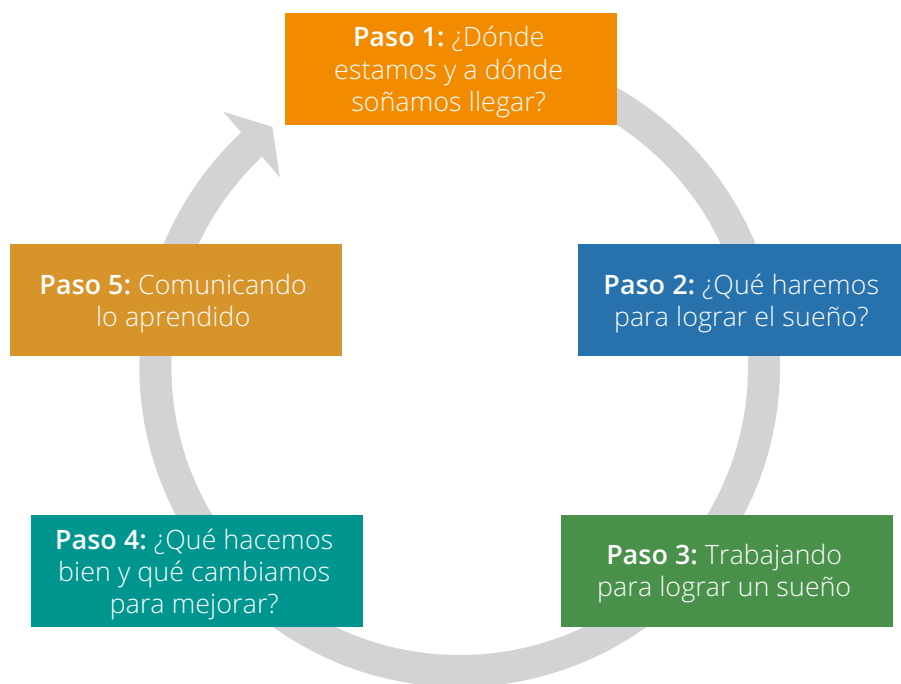 Paso 1: ¿Dónde
estamos y a dónde
soñamos llegar?
Paso 2: ¿Qué haremos
para lograr el sueño?
Paso 3: Trabajando
para lograr un sueño
Paso 4: ¿Qué hacemos
bien y qué cambiamos
para mejorar?
Paso 5: Comunicando
lo aprendido